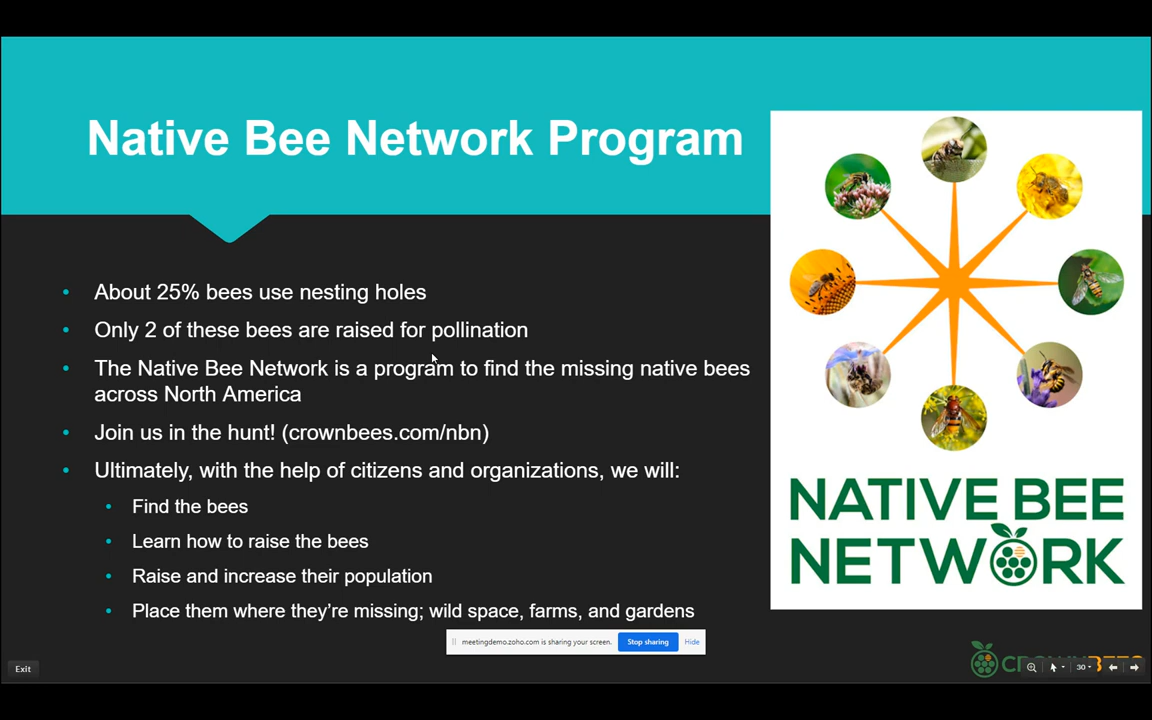 Native Bee Network Program
• About 25% bees use nesting holes
• Only 2 of these bees are raised for pollination
• The Native Bee Network is a program to find the missing native bees
across North America
• Join us in the hunt! (crownbees.com/nbn)
• Ultimately, with the help of citizens and organizations, we will:
• Find the bees
• Learn how to raise the bees
• Raise and increase their population
• Place them where they're missing; wild space, farms, and gardens
NATIVE BEE
NETWORK
meetingdemo.zoho.com is sharing your screen. Stop sharing Hide
Exit
CROWNBEES
30